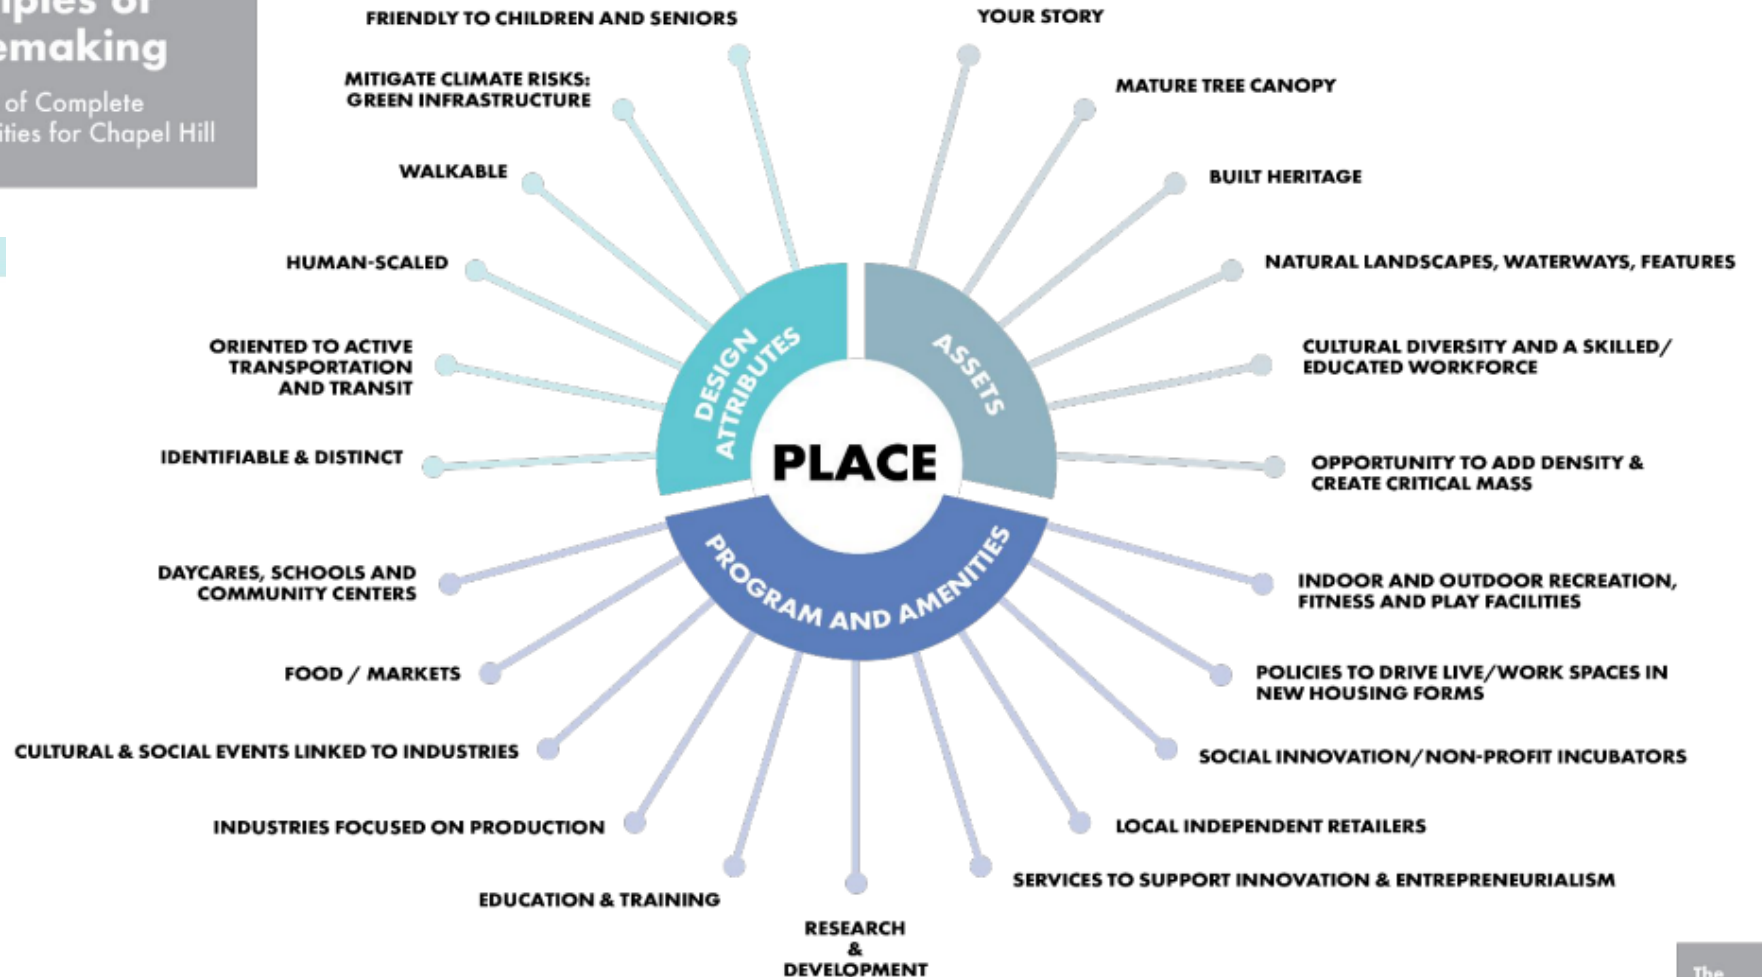 emaking
of Complete
ities for Chapel Hill
FRIENDLY TO CHILDREN AND SENIORS
MITIGATE CLIMATE RISKS:
GREEN INFRASTRUCTURE
WALKABLE
HUMAN-SCALED
ORIENTED TO ACTIVE
TRANSPORTATION
AND TRANSIT
IDENTIFIABLE & DISTINCT
YOUR STORY
MATURE TREE CANOPY
BUILT HERITAGE
NATURAL LANDSCAPES, WATERWAYS, FEATURES
CULTURAL DIVERSITY AND A SKILLED/
EDUCATED WORKFORCE
OPPORTUNITY TO ADD DENSITY &
CREATE CRITICAL MASS
DESIGN
ATTRIBUTES
ASSETS
PLACE
PROGRAM AND AMENITIES
DAYCARES, SCHOOLS AND
COMMUNITY CENTERS
FOOD / MARKETS
CULTURAL & SOCIAL EVENTS LINKED TO INDUSTRIES
INDUSTRIES FOCUSED ON PRODUCTION
EDUCATION & TRAINING
RESEARCH
&
DEVELOPMENT
SERVICES TO SUPPORT INNOVATION & ENTREPRENEURIALISM
LOCAL INDEPENDENT RETAILERS
SOCIAL INNOVATION/NON-PROFIT INCUBATORS
POLICIES TO DRIVE LIVE/WORK SPACES IN
NEW HOUSING FORMS
INDOOR AND OUTDOOR RECREATION,
FITNESS AND PLAY FACILITIES
The